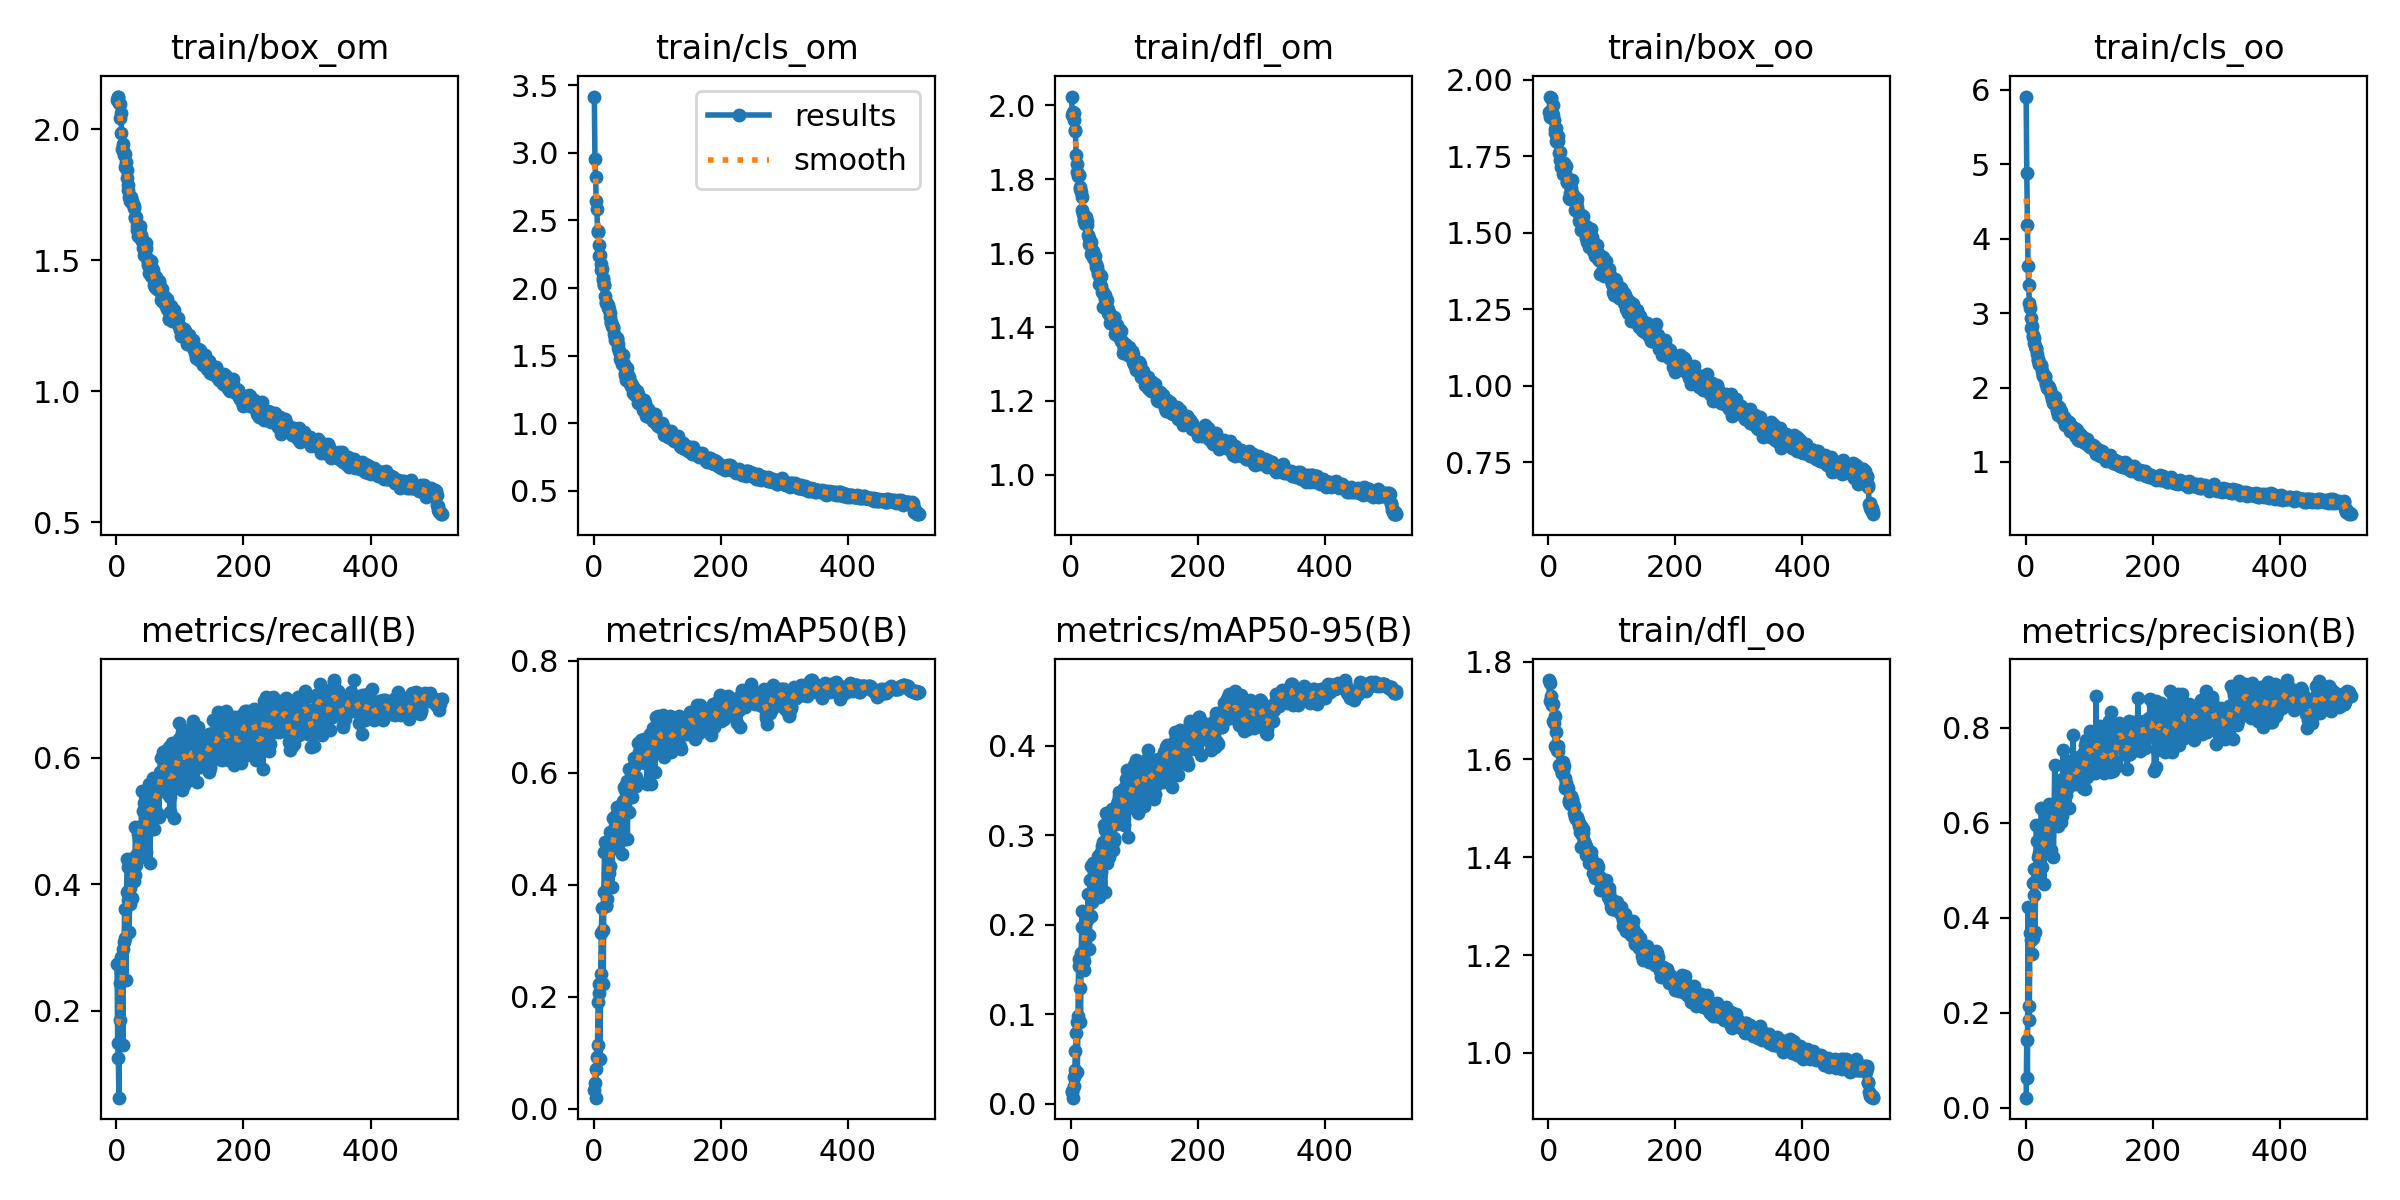 train/box_om
2.0
1.5
1.0
0.5
0 200 400
train/cls_om
results
smooth
3.5
3.0
2.5
2.0
1.5
1.0
0.5
0 200 400
train/dfl_om
2.0
1.8
1.6
1.4
1.2
1.0
0 200 400
train/box_oo
2.00
1.75
1.50
1.25
1.00
0.75
0 200 400
train/cls_oo
6
5
4
3
2
1
0 200 400
metrics/recall(B)
0.6
0.4
0.2
0 200 400
metrics/mAP50(B)
0.8
0.6
0.4
0.2
0.0
0 200 400
metrics/mAP50-95(B)
0.4
0.3
0.2
0.1
0.0
0 200 400
train/dfl_oo
1.8
1.6
1.4
1.2
1.0
0 200 400
metrics/precision(B)
0.8
0.6
0.4
0.2
0.0
0 200 400